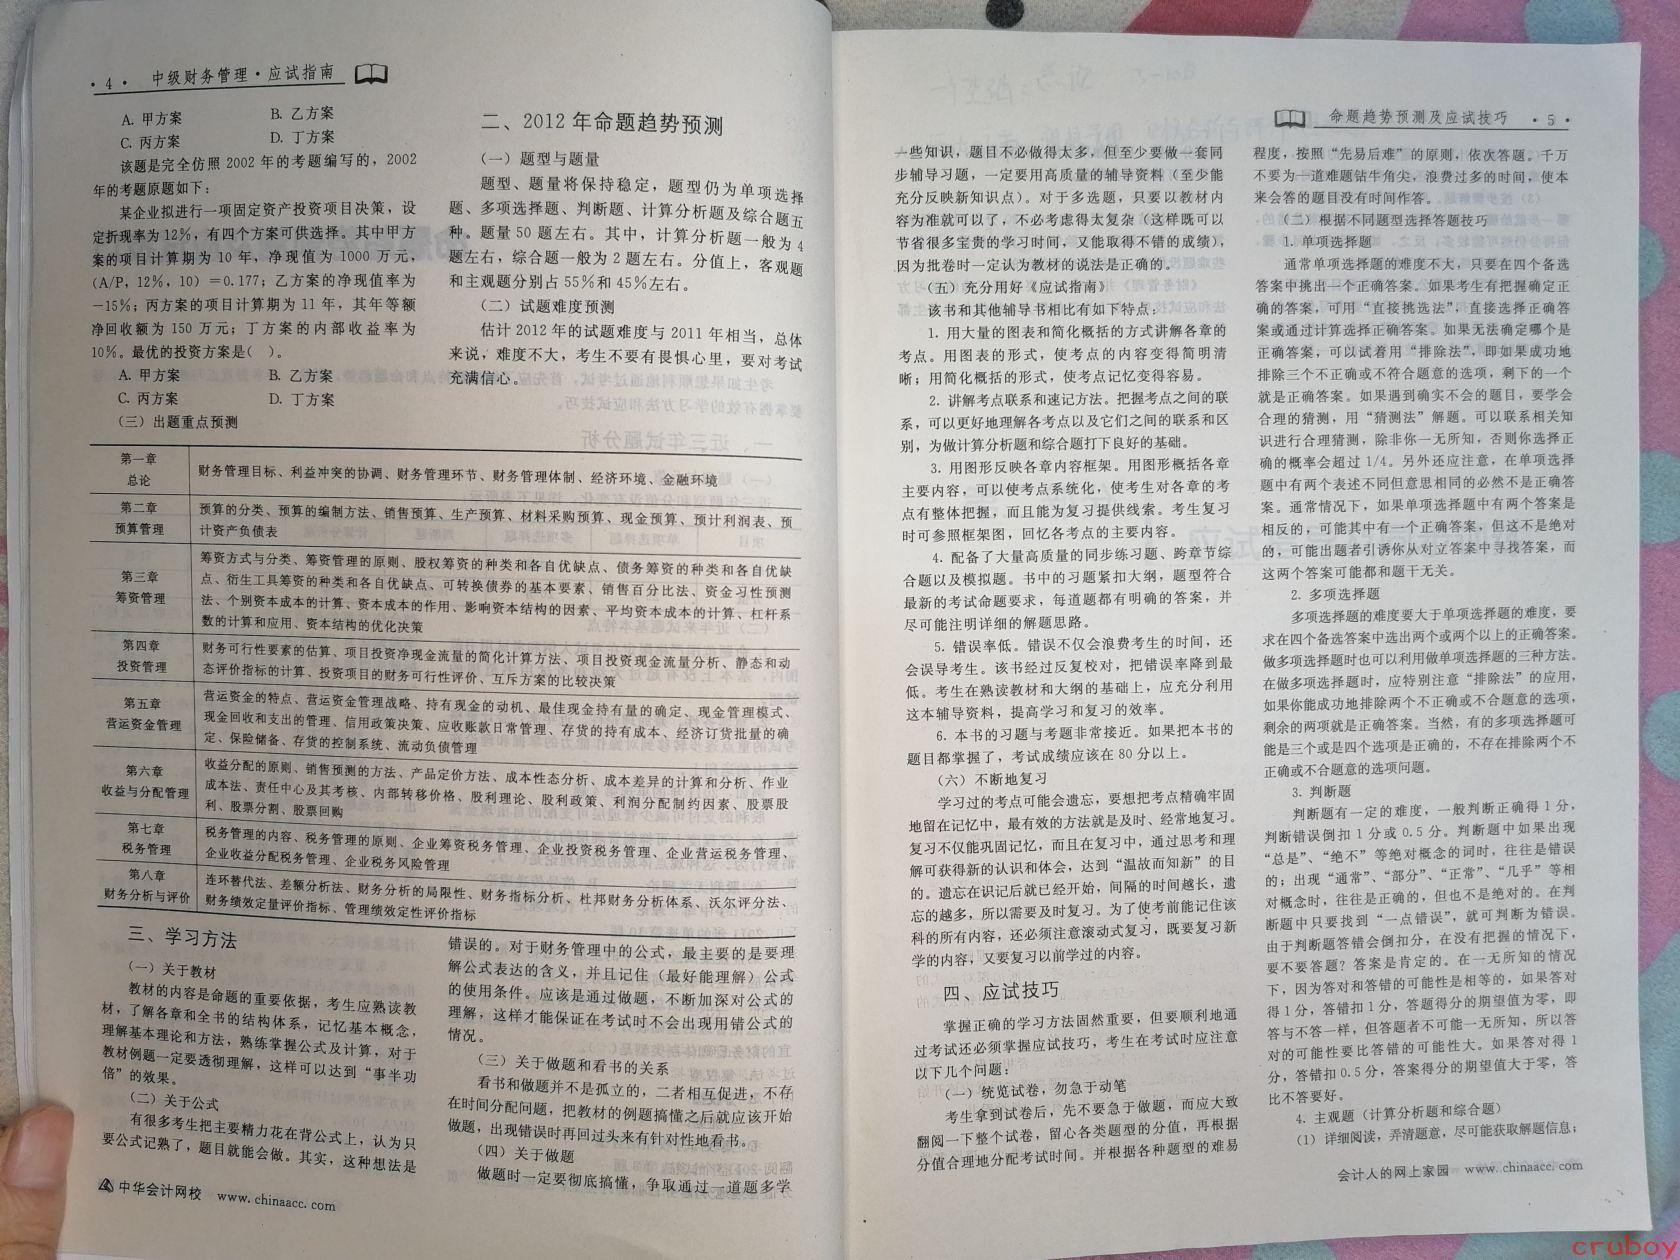 · 4 · 中级财务管理·应试指南
A. 甲方案 B. 乙方案
C. 丙方案 D. 丁方案
该题是完全仿照 2002 年的考题编写的，2002
年的考题原题如下：
某企业拟进行一项固定资产投资项目决策，设
定折现率为 12%，有四个方案可供选择。其中甲方
案的项目计算期为 10 年，净现值为 1000 万元，
(A/P，12%，10) ＝0.177；乙方案的净现值率为
－15%；丙方案的项目计算期为 11 年，其年等额
净回收额为 150 万元；丁方案的内部收益率为
10%。最优的投资方案是( )。
A. 甲方案 B. 乙方案
C. 丙方案 D. 丁方案
（三）出题重点预测
二、2012 年命题趋势预测
（一）题型与题量
题型、题量将保持稳定，题型仍为单项选择
题、多项选择题、判断题、计算分析题及综合题五
种。题量 50 题左右。其中，计算分析题一般为 4
题左右，综合题一般为 2 题左右。分值上，客观题
和主观题分别占 55%和 45%左右。
（二）试题难度预测
估计 2012 年的试题难度与 2011 年相当，总体
来说，难度不大，考生不要有畏惧心里，要对考试
充满信心。
第一章
总论
财务管理目标、利益冲突的协调、财务管理环节、财务管理体制、经济环境、金融环境
第二章
预算管理
预算的分类、预算的编制方法、销售预算、生产预算、材料采购预算、现金预算、预计利润表、预
计资产负债表
第三章
筹资管理
筹资方式与分类、筹资管理的原则、股权筹资的种类和各自优缺点、债务筹资的种类和各自优缺
点、衍生工具筹资的种类和各自优缺点、可转换债券的基本要素、销售百分比法、资金习性预测
法、个别资本成本的计算、资本成本的作用、影响资本结构的因素、平均资本成本的计算、杠杆系
数的计算和应用、资本结构的优化决策
第四章
投资管理
财务可行性要素的估算、项目投资净现金流量的简化计算方法、项目投资现金流量分析、静态和动
态评价指标的计算、投资项目的财务可行性评价、互斥方案的比较决策
第五章
营运资金管理
营运资金的特点、营运资金管理战略、持有现金的动机、最佳现金持有量的确定、现金管理模式、
现金回收和支出的管理、信用政策决策、应收账款日常管理、存货的持有成本、经济订货批量的确
定、保险储备、存货的控制系统、流动负债管理
第六章
收益与分配管理
收益分配的原则、销售预测的方法、产品定价方法、成本性态分析、成本差异的计算和分析、作业
成本法、责任中心及其考核、内部转移价格、股利理论、股利政策、利润分配制约因素、股票股
利、股票分割、股票回购
第七章
税务管理
税务管理的内容、税务管理的原则、企业筹资税务管理、企业投资税务管理、企业营运税务管理、
企业收益分配税务管理、企业税务风险管理
第八章
财务分析与评价
连环替代法、差额分析法、财务分析的局限性、财务指标分析、杜邦财务分析体系、沃尔评分法、
财务绩效定量评价指标、管理绩效定性评价指标
三、学习方法
（一）关于教材
教材的内容是命题的重要依据，考生应熟读教
材，了解各章和全书的结构体系，记忆基本概念，
理解基本理论和方法，熟练掌握公式及计算，对于
教材例题一定要透彻理解，这样可以达到“事半功
倍”的效果。
（二）关于公式
有很多考生把主要精力花在背公式上，认为只
要公式记熟了，题目就能会做。其实，这种想法是
错误的。对于财务管理中的公式，最主要的是要理
解公式表达的含义，并且记住（最好能理解）公式
的使用条件。应该是通过做题，不断加深对公式的
理解，这样才能保证在考试时不会出现用错公式的
情况。
（三）关于做题和看书的关系
看书和做题并不是孤立的，二者相互促进，不存
在时间分配问题，把教材的例题搞懂之后就应该开始
做题，出现错误时再回过头来有针对性地看书。
（四）关于做题
做题时一定要彻底搞懂，争取通过一道题多学
中华会计网校 www. chinaacc. com
命题趋势预测及应试技巧 · 5 ·
一些知识，题目不必做得太多，但至少要做一套同
步辅导习题，一定要用高质量的辅导资料（至少能
充分反映新知识点）。对于多选题，只要以教材内
容为准就可以了，不必考虑得太复杂（这样既可以
节省很多宝贵的学习时间，又能取得不错的成绩），
因为批卷时一定认为教材的说法是正确的。
（五）充分用好《应试指南》
该书和其他辅导书相比有如下特点：
1. 用大量的图表和简化概括的方式讲解各章的
考点。用图表的形式，使考点的内容变得简明清
晰；用简化概括的形式，使考点记忆变得容易。
2. 讲解考点联系和速记方法。把握考点之间的联
系，可以更好地理解各考点以及它们之间的联系和区
别，为做计算分析题和综合题打下良好的基础。
3. 用图形反映各章内容框架。用图形概括各章
主要内容，可以使考点系统化，使考生对各章的考
点有整体把握，而且能为复习提供线索。考生复习
时可参照框架图，回忆各考点的主要内容。
4. 配备了大量高质量的同步练习题、跨章节综
合题以及模拟题。书中的习题紧扣大纲，题型符合
最新的考试命题要求，每道题都有明确的答案，并
尽可能注明详细的解题思路。
5. 错误率低。错误不仅会浪费考生的时间，还
会误导考生。该书经过反复校对，把错误率降到最
低。考生在熟读教材和大纲的基础上，应充分利用
这本辅导资料，提高学习和复习的效率。
6. 本书的习题与考题非常接近。如果把本书的
题目都掌握了，考试成绩应该在 80 分以上。
（六）不断地复习
学习过的考点可能会遗忘，要想把考点精确牢固
地留在记忆中，最有效的方法就是及时、经常地复习。
复习不仅能巩固记忆，而且在复习中，通过思考和理
解可获得新的认识和体会，达到“温故而知新”的目
的。遗忘在识记后就已经开始，间隔的时间越长，遗
忘的越多，所以需要及时复习。为了使考前能记住该
科的所有内容，还必须注意滚动式复习，既要复习新
学的内容，又要复习以前学过的内容。
四、应试技巧
掌握正确的学习方法固然重要，但要顺利地通
过考试还必须掌握应试技巧，考生在考试时应注意
以下几个问题：
（一）统览试卷，勿急于动笔
考生拿到试卷后，先不要急于做题，而应大致
翻阅一下整个试卷，留心各类题型的分值，再根据
分值合理地分配考试时间。并根据各种题型的难易
程度，按照“先易后难”的原则，依次答题。千万
不要为一道难题钻牛角尖，浪费过多的时间，使本
来会答的题目没有时间作答。
（二）根据不同题型选择答题技巧
1. 单项选择题
通常单项选择题的难度不大，只要在四个备选
答案中挑出一个正确答案。如果考生有把握确定正
确的答案，可用“直接挑选法”，直接选择正确答
案或通过计算选择正确答案。如果无法确定哪个是
正确答案，可以试着用“排除法”，即如果成功地
排除三个不正确或不符合题意的选项，剩下的一个
就是正确答案。如果遇到确实不会的题目，要学会
合理的猜测，用“猜测法”解题。可以联系相关知
识进行合理猜测，除非你一无所知，否则你选择正
确的概率会超过 1/4。另外还应注意，在单项选择
题中有两个表述不同但意思相同的必然不是正确答
案。通常情况下，如果单项选择题中有两个答案是
相反的，可能其中有一个正确答案，但这不是绝对
的，可能出题者引诱你从对立答案中寻找答案，而
这两个答案可能都和题干无关。
2. 多项选择题
多项选择题的难度要大于单项选择题的难度，要
求在四个备选答案中选出两个或两个以上的正确答案。
做多项选择题时也可以利用做单项选择题的三种方法。
在做多项选择题时，应特别注意“排除法”的应用，
如果你能成功地排除两个不正确或不合题意的选项，
剩余的两项就是正确答案。当然，有的多项选择题可
能是三个或是四个选项是正确的，不存在排除两个不
正确或不合题意的选项问题。
3. 判断题
判断题有一定的难度，一般判断正确得 1 分，
判断错误倒扣 1 分或 0.5 分。判断题中如果出现
“总是”、“绝不”等绝对概念的词时，往往是错误
的；出现“通常”、“部分”、“正常”、“几乎”等相
对概念时，往往是正确的，但也不是绝对的。在判
断题中只要找到“一点错误”，就可判断为错误。
由于判断题答错会倒扣分，在没有把握的情况下，
要不要答题？答案是肯定的。在一无所知的情况
下，因为答对和答错的可能性是相等的，如果答对
得 1 分，答错扣 1 分，答题得分的期望值为零，即
答与不答一样，但答题者不可能一无所知，所以答
对的可能性要比答错的可能性大。如果答对得 1
分，答错扣 0.5 分，答案得分的期望值大于零，答
比不答要好。
4. 主观题（计算分析题和综合题）
（1）详细阅读，弄清题意，尽可能获取解题信息；
会计人的网上家园 www. chinaacc. com
cruboy